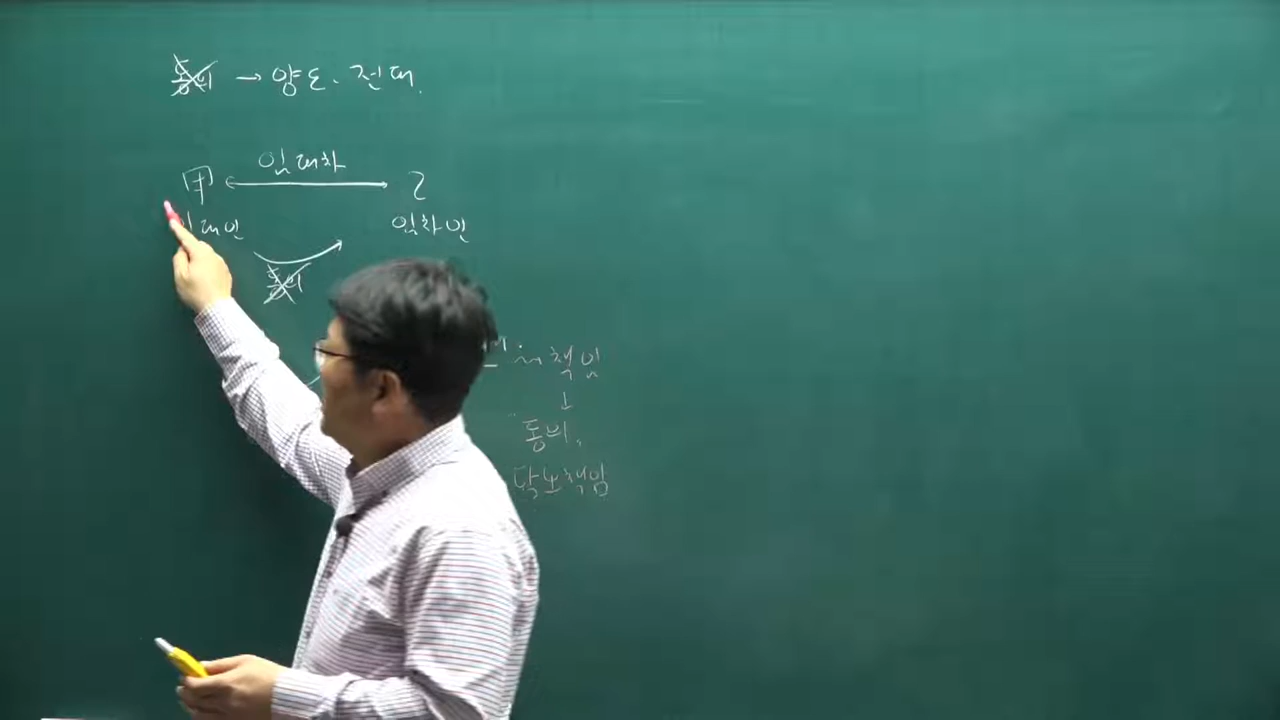 동의 → 양도. 전대.
임대차
甲 ↔ 乙
임대인 임차인
동의
책임
↓
동의,
담보책임